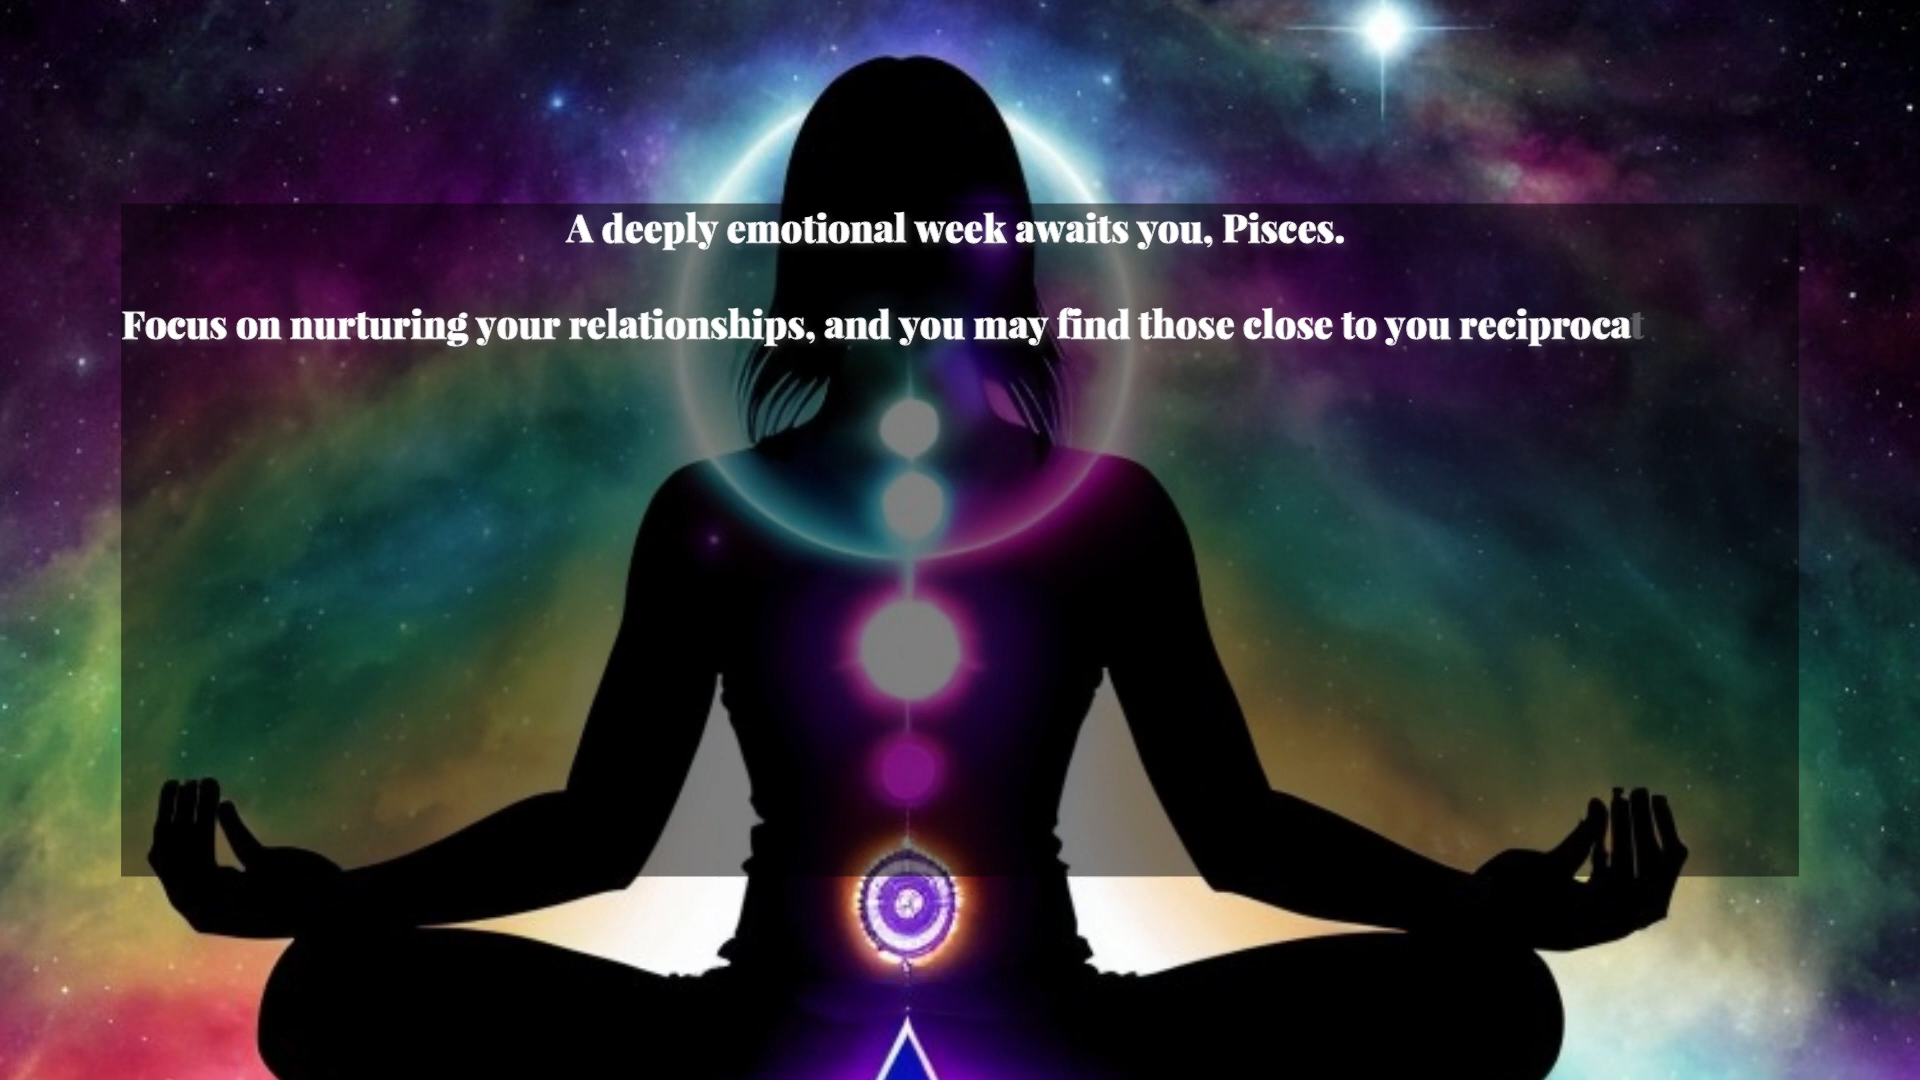 A deeply emotional week awaits you, Pisces.
Focus on nurturing your relationships, and you may find those close to you reciprocat